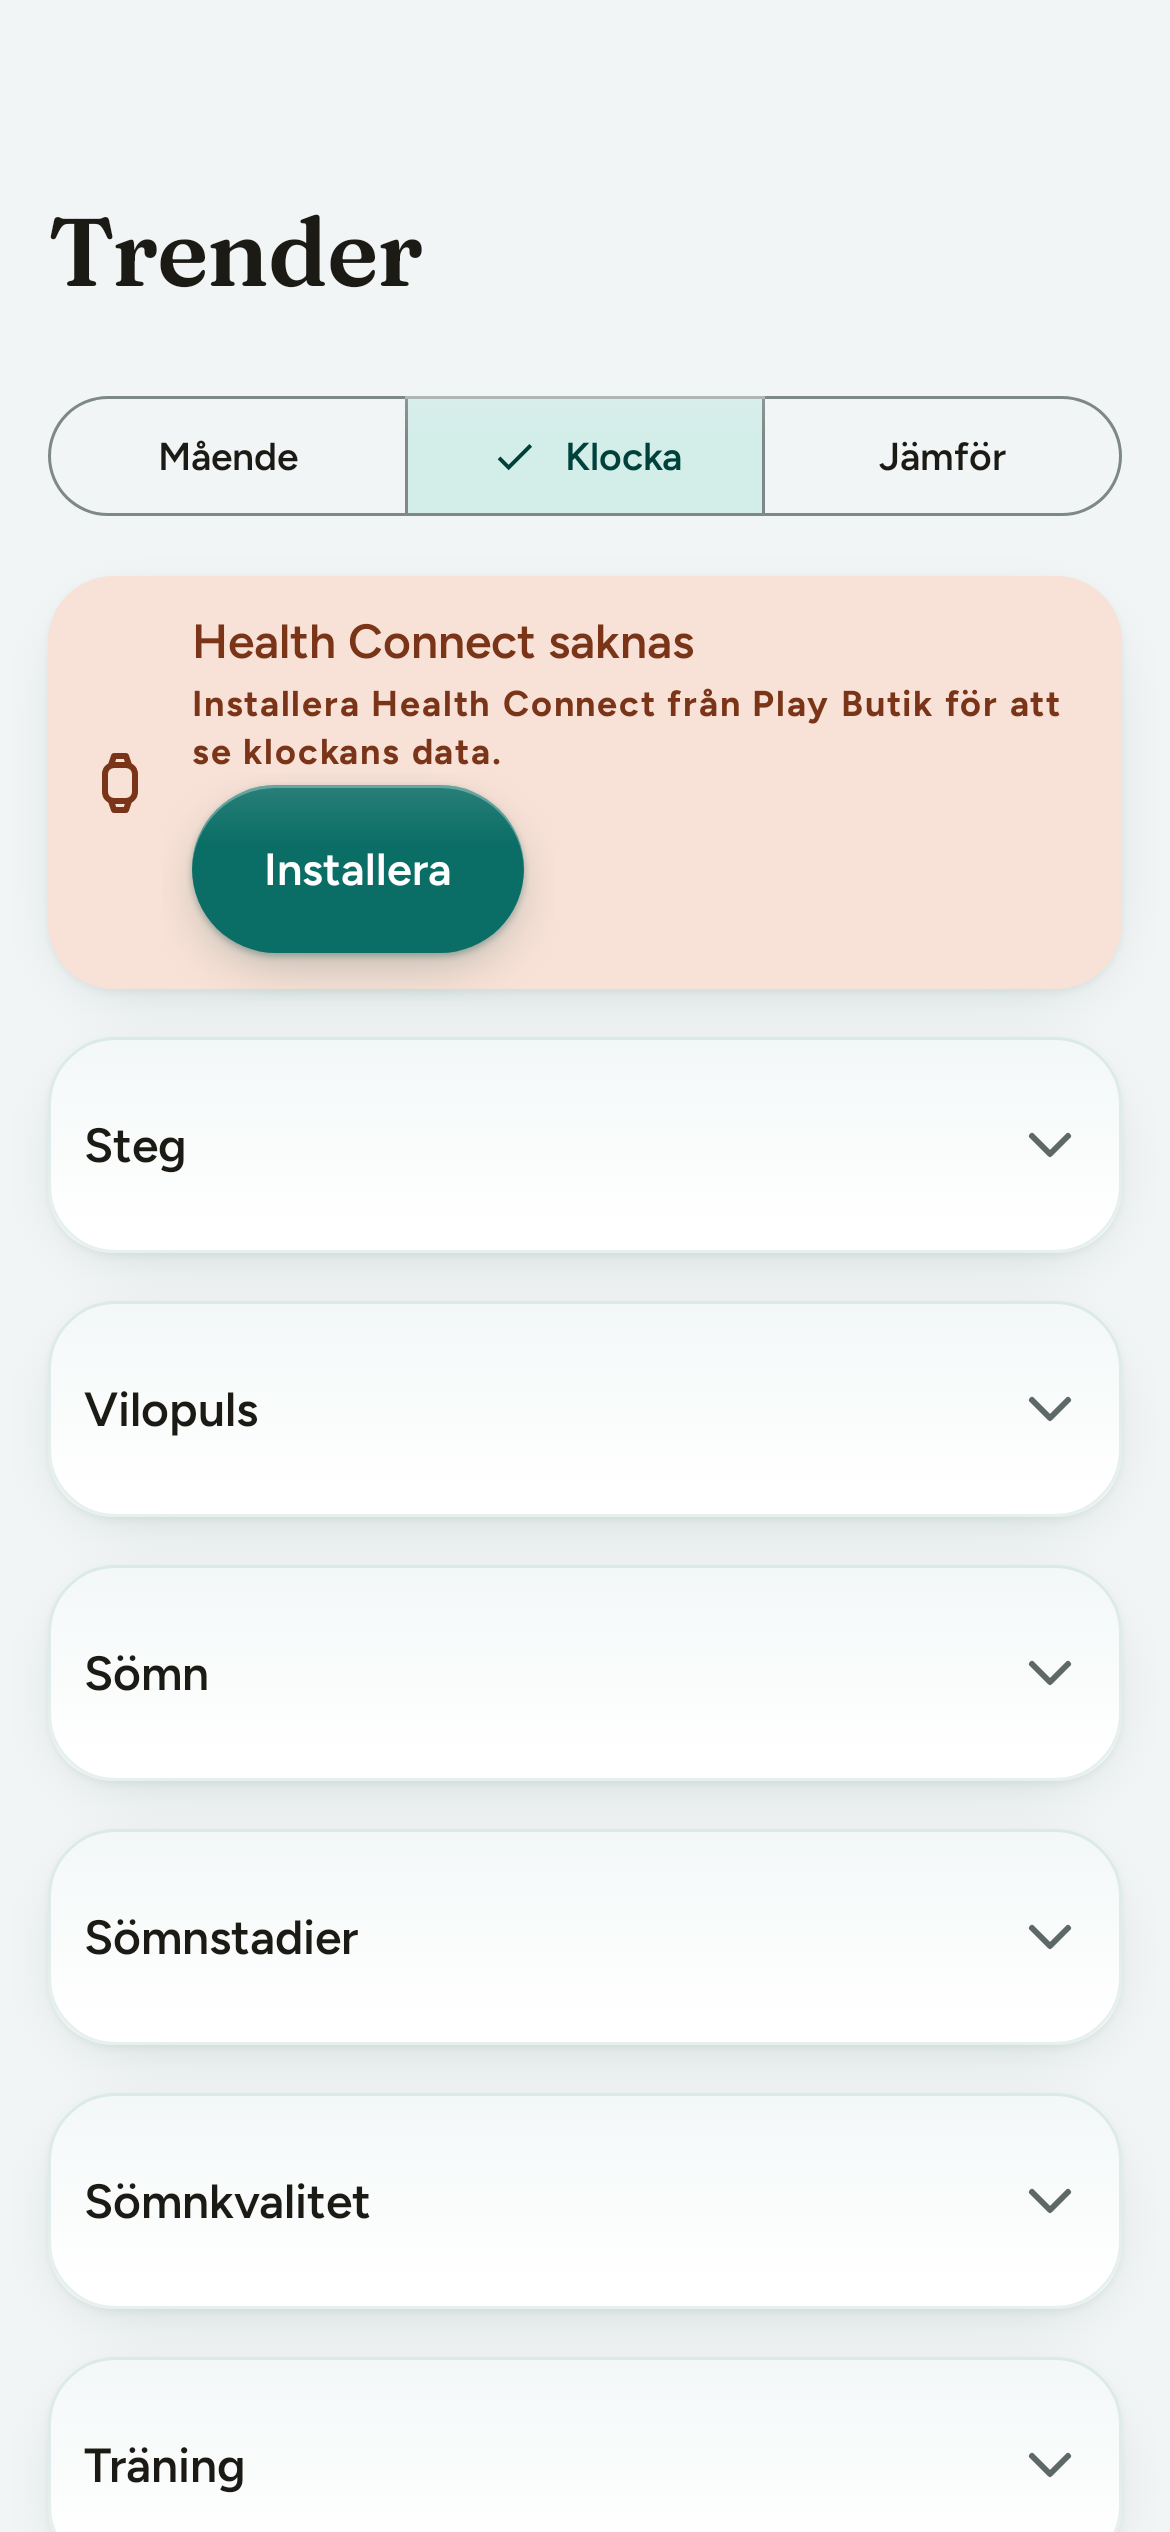 Trender
Mående
Klocka
Jämför
Health Connect saknas
Installera Health Connect från Play Butik för att
se klockans data.
Installera
Steg
Vilopuls
Sömn
Sömnstadier
Sömnkvalitet
Träning